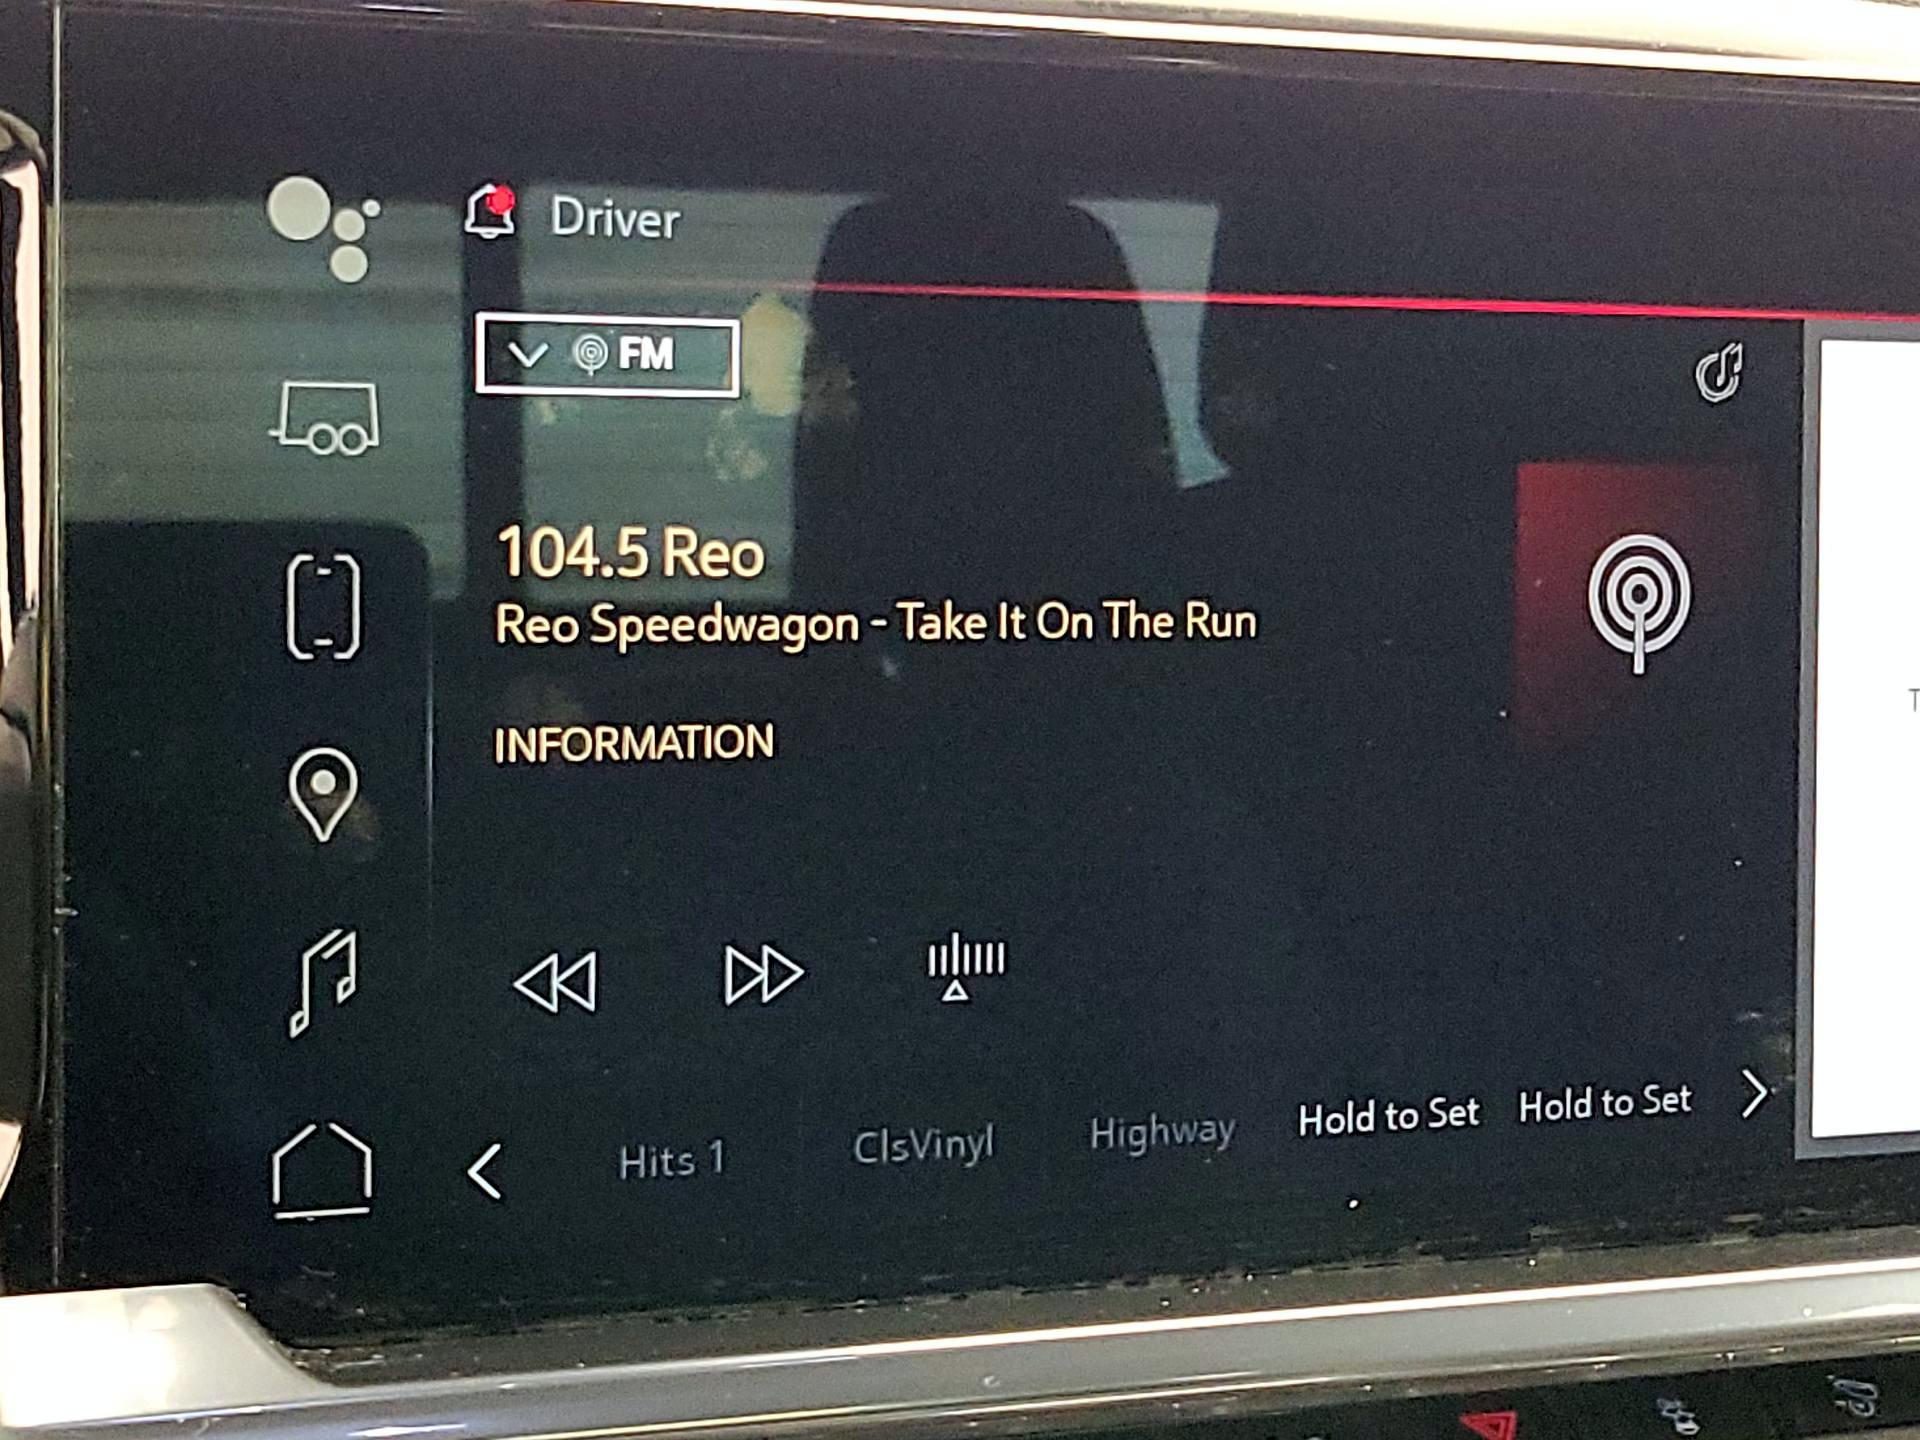 Driver
FM
104.5 Reo
Reo Speedwagon - Take It On The Run
INFORMATION
Hits 1 ClsVinyl Highway Hold to Set Hold to Set